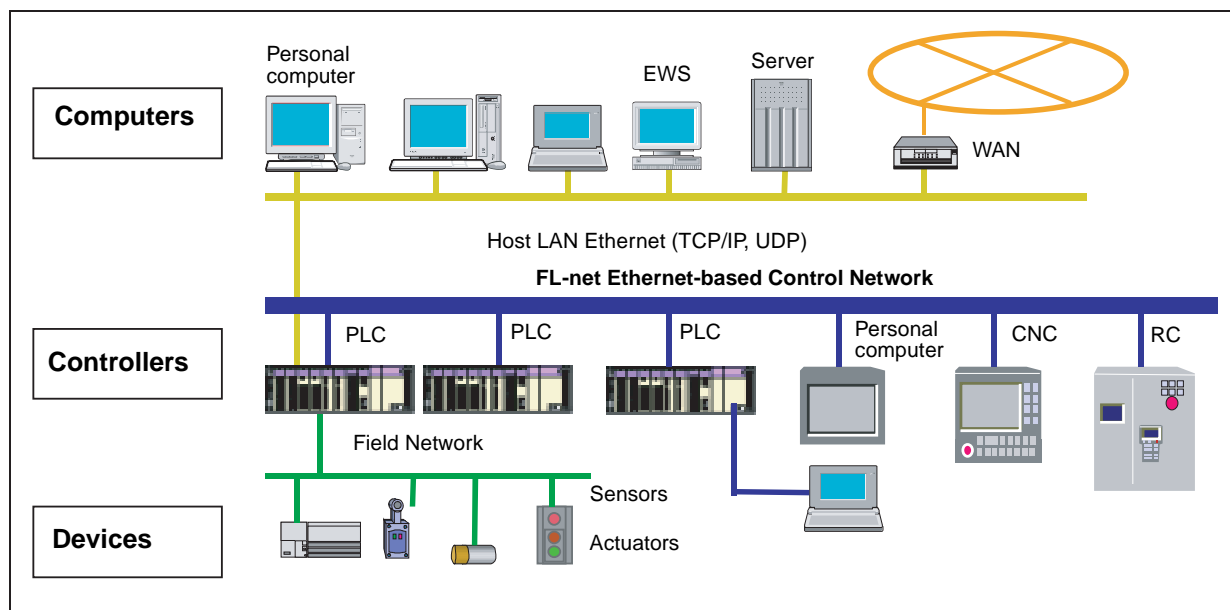 Personal
computer
EWS
Server
Computers
WAN
Host LAN Ethernet (TCP/IP, UDP)
FL-net Ethernet-based Control Network
PLC
PLC
PLC
Personal
computer
CNC
RC
Controllers
Field Network
Sensors
Actuators
Devices